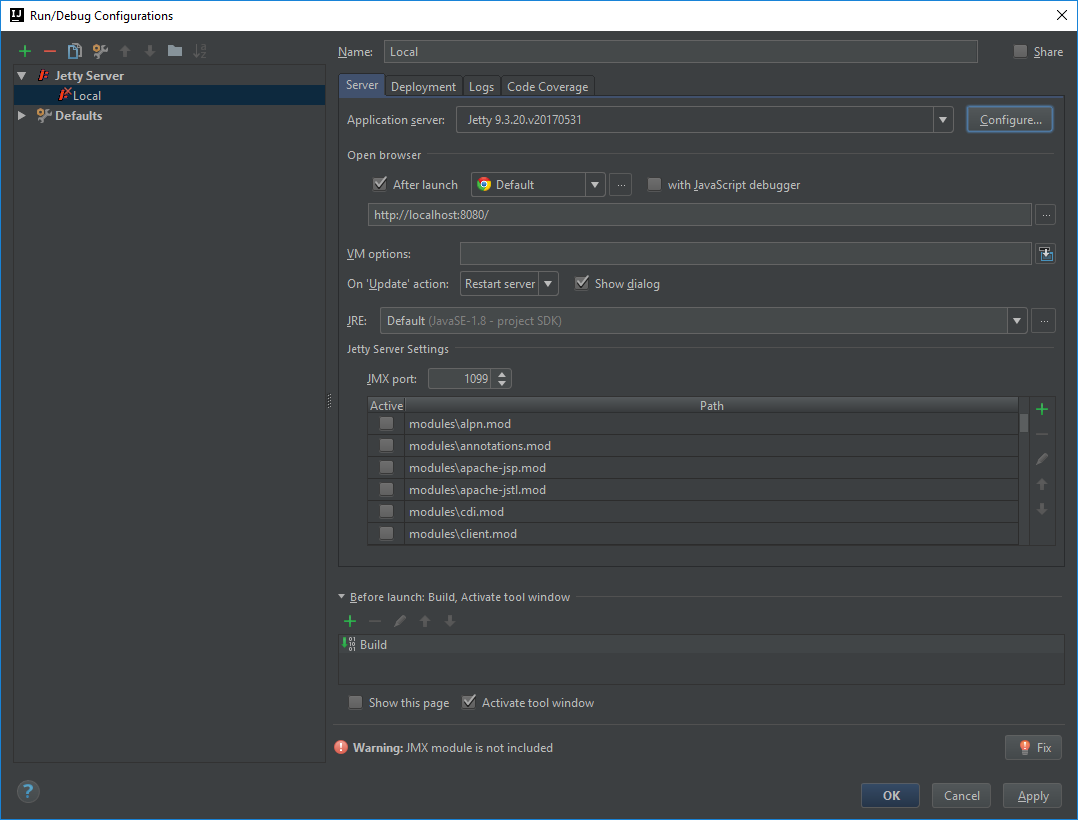 Run/Debug Configurations
Name: Local Share
Jetty Server
Local
Defaults
Server Deployment Logs Code Coverage
Application server: Jetty 9.3.20.v20170531 Configure...
Open browser
After launch Default ... with JavaScript debugger
http://localhost:8080/ ...
VM options:
On 'Update' action: Restart server Show dialog
JRE: Default (JavaSE-1.8 - project SDK) ...
Jetty Server Settings
JMX port: 1099
Active Path
modules\alpn.mod
modules\annotations.mod
modules\apache-jsp.mod
modules\apache-jstl.mod
modules\cdi.mod
modules\client.mod
Before launch: Build, Activate tool window
Build
Show this page Activate tool window
Warning: JMX module is not included Fix
? OK Cancel Apply